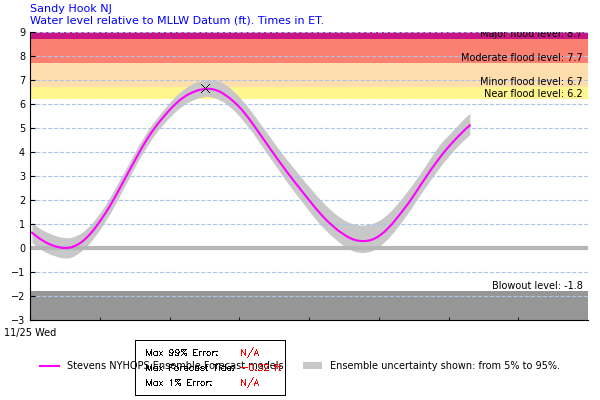 Sandy Hook NJ
Water level relative to MLLW Datum (ft). Times in ET.
9
Major flood level: 8.7
8
Moderate flood level: 7.7
7
Minor flood level: 6.7
6
Near flood level: 6.2
5
4
3
2
1
0
−1
Blowout level: -1.8
−2
−3
11/25 Wed
Max 99% Error: N/A
Stevens NYHOPS Ensemble Forecast models
Max Forecast Tide:
Ensemble uncertainty shown: from 5% to 95%.
Max 1% Error: N/A